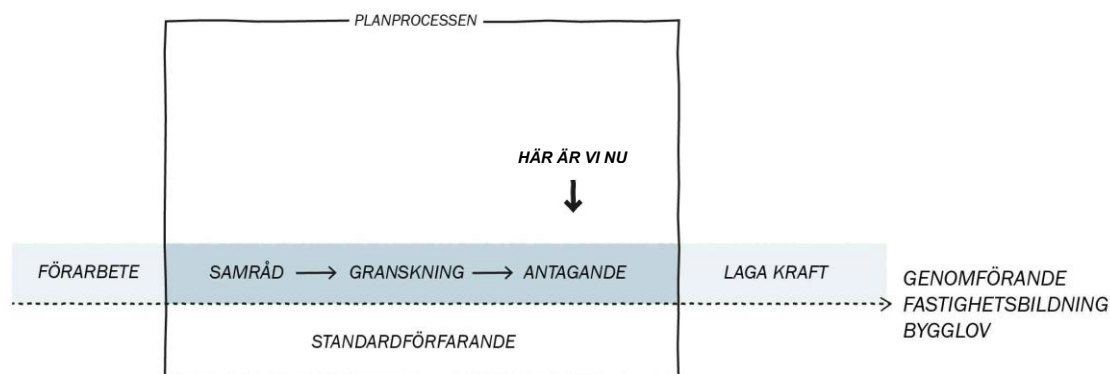 PLANPROCESSEN
HÄR ÄR VI NU
FÖRARBETE
SAMRÅD
GRANSKNING
ANTAGANDE
LAGA KRAFT
GENOMFÖRANDE
FASTIGHETSBILDNING
BYGGLOV
STANDARDFÖRFARANDE